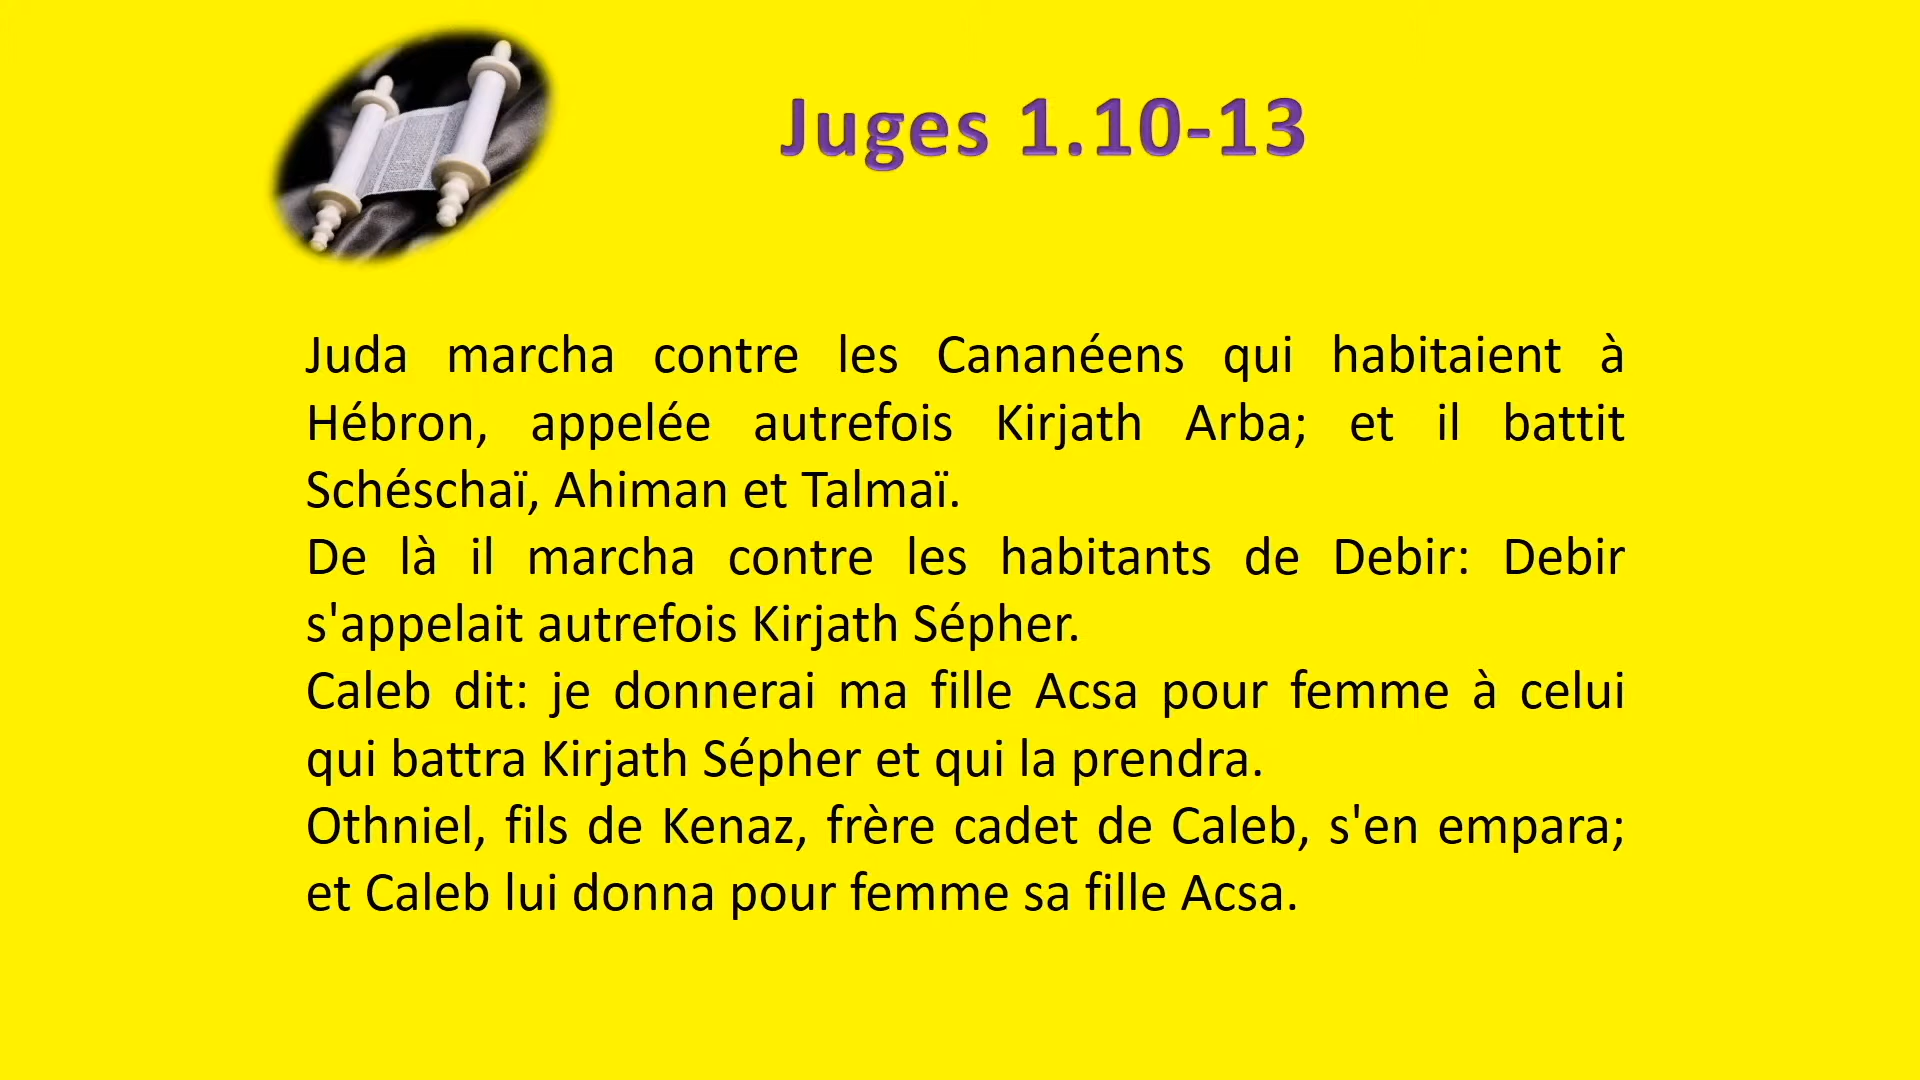 Juges 1.10-13
Juda marcha contre les Cananéens qui habitaient à
Hébron, appelée autrefois Kirjath Arba; et il battit
Schéschaï, Ahiman et Talmaï.
De là il marcha contre les habitants de Debir: Debir
s'appelait autrefois Kirjath Sépher.
Caleb dit: je donnerai ma fille Acsa pour femme à celui
qui battra Kirjath Sépher et qui la prendra.
Othniel, fils de Kenaz, frère cadet de Caleb, s'en empara;
et Caleb lui donna pour femme sa fille Acsa.